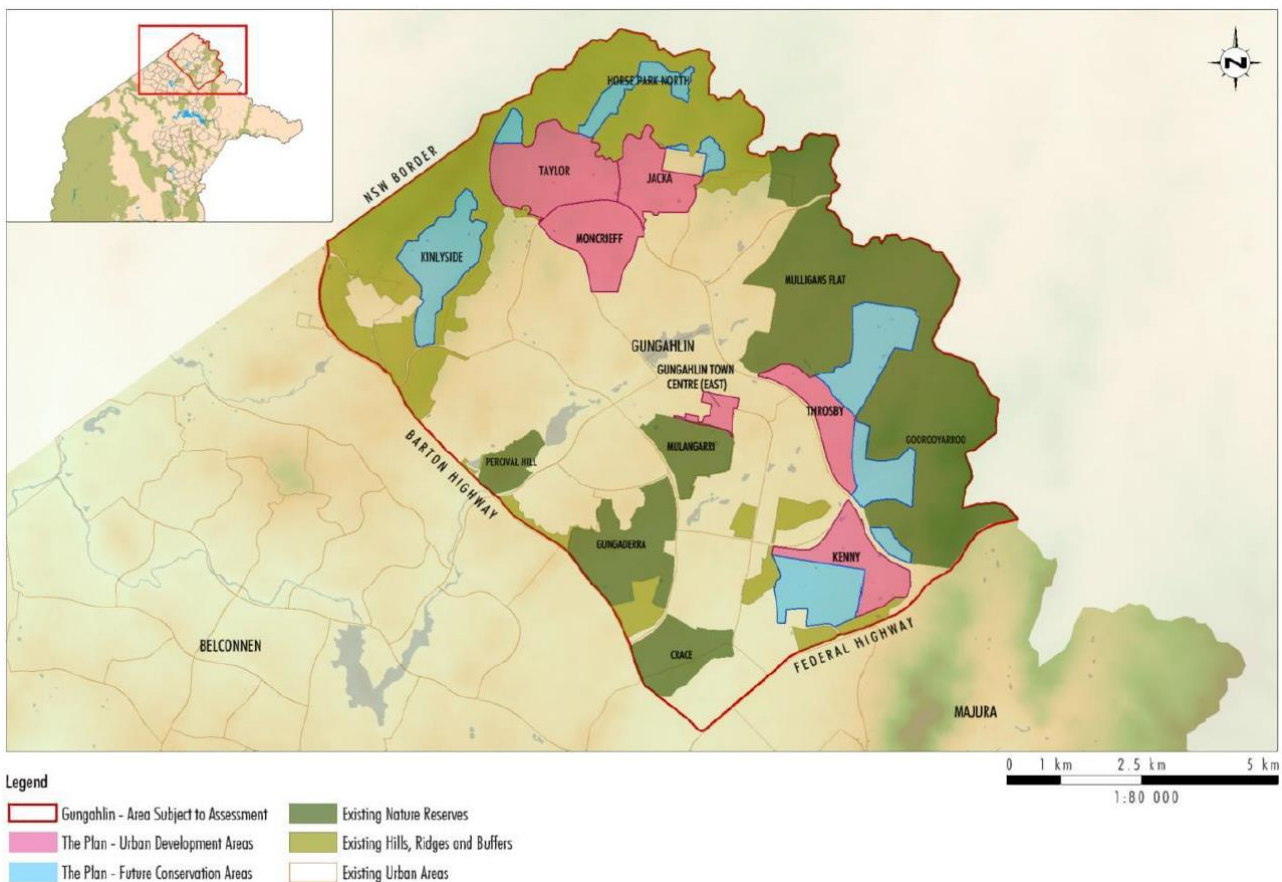 N
HORSE PARK NORTH
NSW BORDER
TAYLOR
JACKA
MONCRIEFF
KINLYSIDE
MULLIGANS FLAT
GUNGAHLIN
GUNGAHLIN TOWN
CENTRE (EAST)
THROSBY
GOOROOYARROO
MULANGARRI
BARTON HIGHWAY
PERCIVAL HILL
GUNGADERRA
KENNY
BELCONNEN
CRACE
FEDERAL HIGHWAY
MAJURA
0 1 km 2.5 km 5 km
1:80 000
Legend
Gungahlin - Area Subject to Assessment
The Plan - Urban Development Areas
The Plan - Future Conservation Areas
Existing Nature Reserves
Existing Hills, Ridges and Buffers
Existing Urban Areas